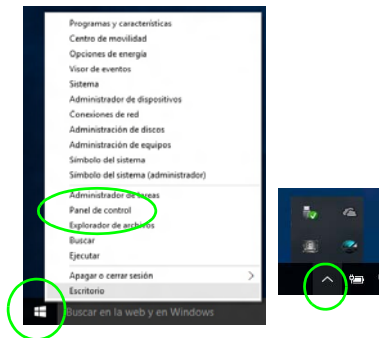 Programas y características
Centro de movilidad
Opciones de energía
Visor de eventos
Sistema
Administrador de dispositivos
Conexiones de red
Administración de discos
Administración de equipos
Símbolo del sistema
Símbolo del sistema (administrador)
Administrador de tareas
Panel de control
Explorador de archivos
Buscar
Ejecutar
Apagar o cerrar sesión
Escritorio
Buscar en la web y en Windows